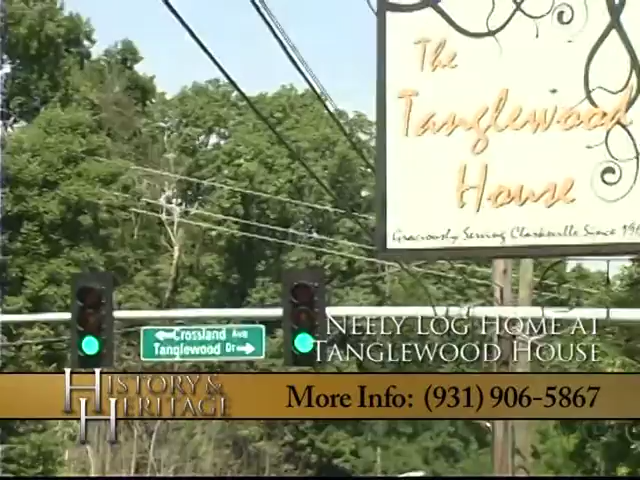 The
Tanglewood
House
Graciously Serving Clarksville Since
Crossland Ave
Tanglewood Dr
NEELY LOG HOME AT
TANGLEWOOD HOUSE
HISTORY &
HERITAGE
More Info: (931) 906-5867